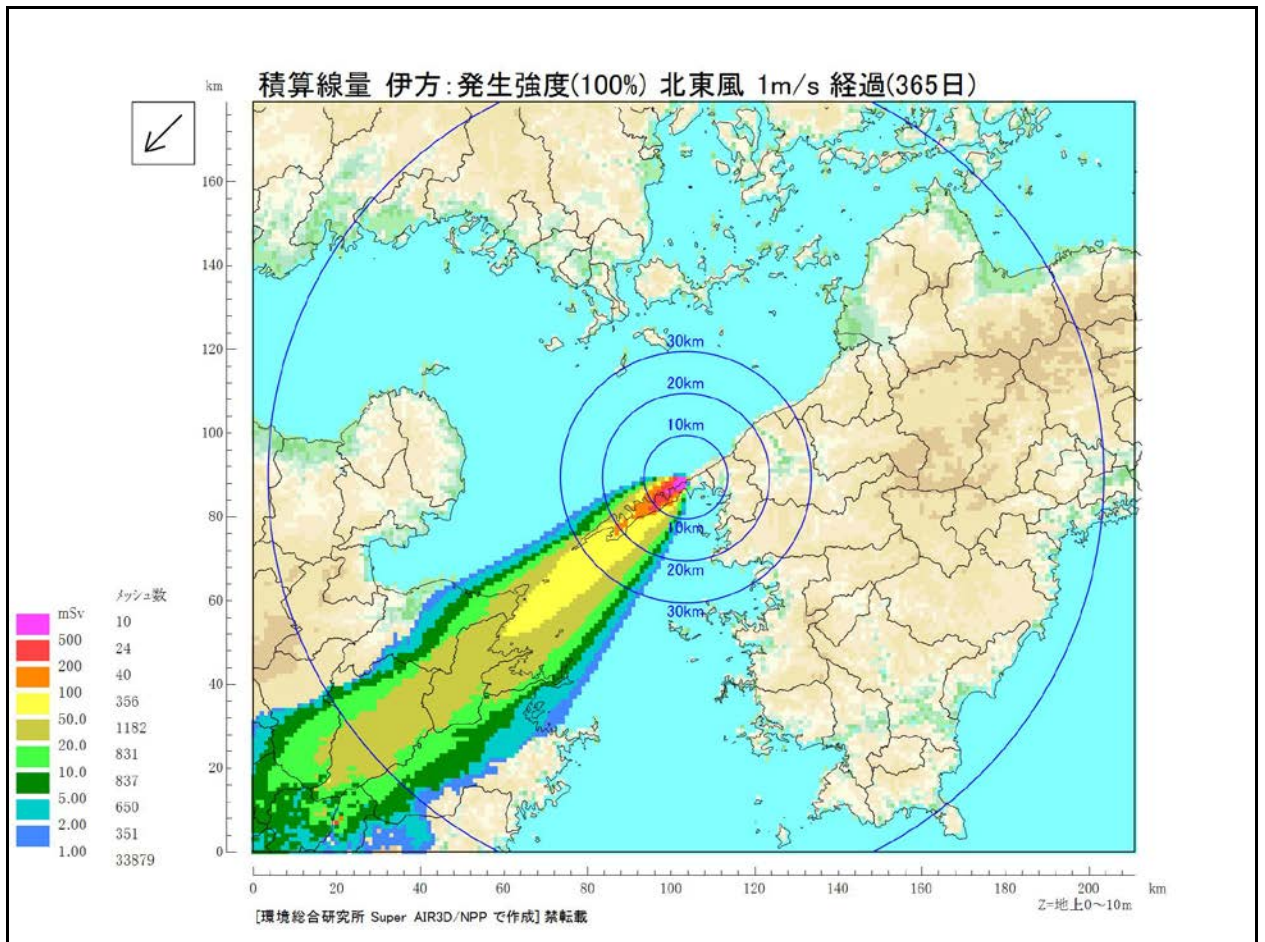 積算線量 伊方:発生強度(100%) 北東風 1m/s 経過(365日)
km
160
140
120
100
80
60
40
20
0
30km
20km
10km
10km
20km
30km
メッシュ数
mSv
10
500
24
200
40
100
356
50.0
1182
20.0
831
10.0
837
5.00
650
2.00
351
1.00
33879
0 20 40 60 80 100 120 140 160 180 200 km
Z=地上0～10m
[環境総合研究所 Super AIR3D/NPP で作成] 禁転載